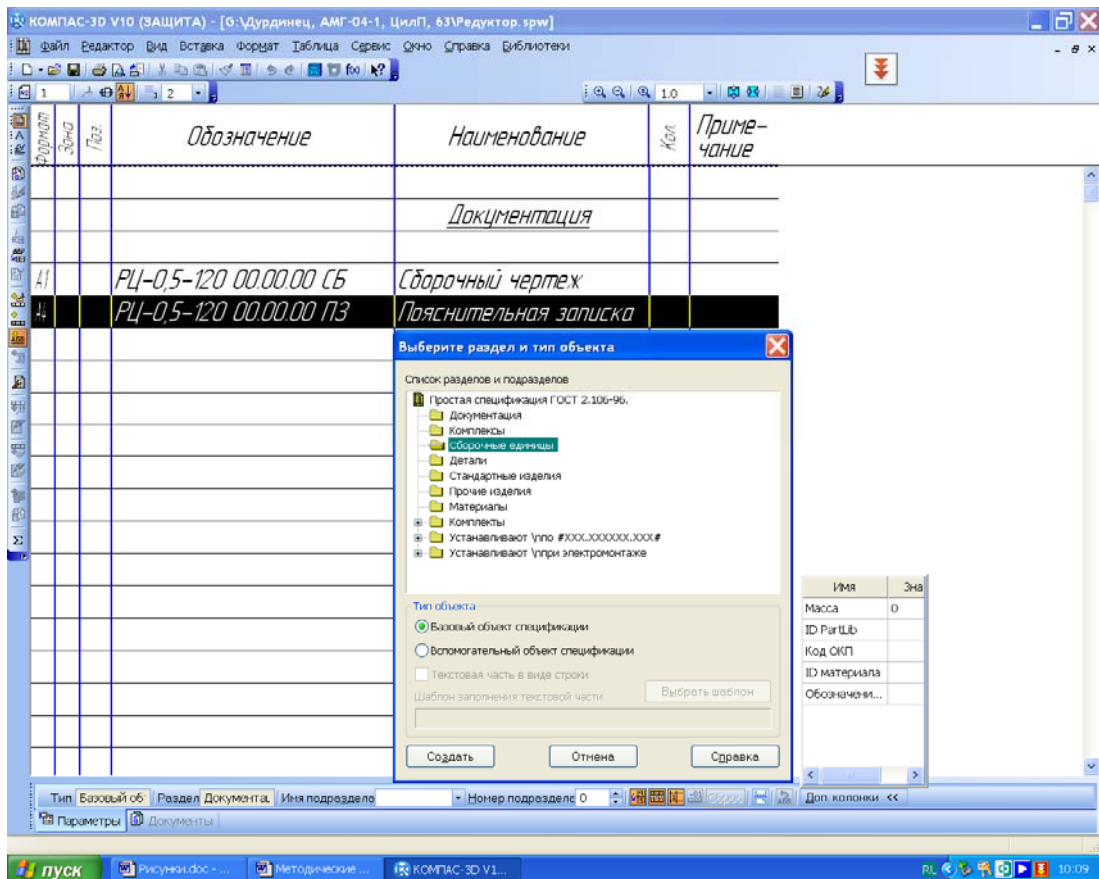 КОМПАС-3D V10 (ЗАЩИТА) - [G:\Дурдинец, АМГ-04-1, ЦилП, 63\Редуктор.spw]
Файл Редактор Вид Вставка Формат Таблица Сервис Окно Справка Библиотеки
1 2 1.0
Формат Зона Поз. Обозначение Наименование Кол. Приме-
чание
Документация
А1 РЦ-0,5-120 00.00.00 СБ Сборочный чертеж
А4 РЦ-0,5-120 00.00.00 ПЗ Пояснительная записка
Выберите раздел и тип объекта
Список разделов и подразделов
Простая спецификация ГОСТ 2.106-96.
Документация
Комплексы
Сборочные единицы
Детали
Стандартные изделия
Прочие изделия
Материалы
Комплекты
Устанавливают \nпо #XXX.XXXXXX.XXX#
Устанавливают \nпри электромонтаже
Тип объекта
Базовый объект спецификации
Вспомогательный объект спецификации
Текстовая часть в виде строки
Шаблон заполнения текстовой части Выбрать шаблон
Создать Отмена Справка
Имя Зна
Масса 0
ID PartLib
Код ОКП
ID материала
Обозначени...
Тип Базовый об Раздел Документац Имя подраздела Номер подраздела 0 Сброс Доп. колонки <<
Параметры Документы
пуск Рисунки.doc - ... Методические ... КОМПАС-3D V1... RL 10:09